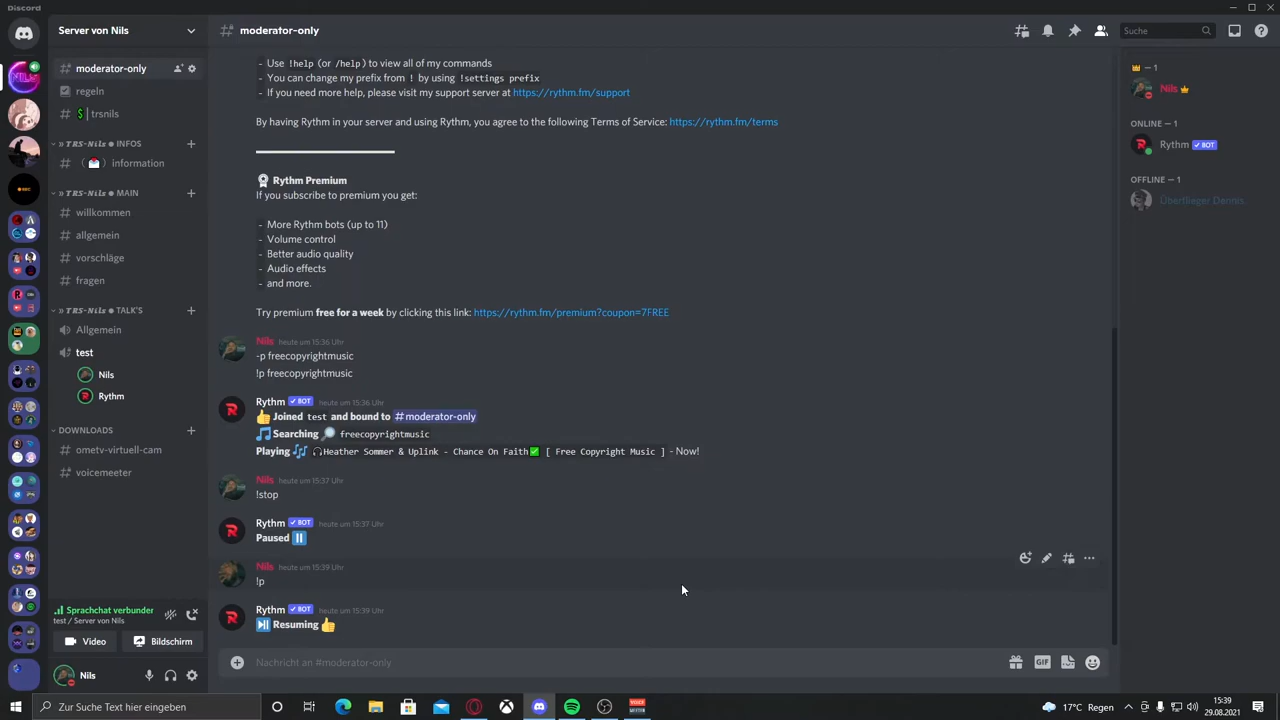 Discord
Server von Nils
moderator-only
Suche
moderator-only
regeln
$ | trsnils
» TRS-Nils » INFOS
information
» TRS-Nils » MAIN
willkommen
allgemein
vorschläge
fragen
» TRS-Nils » TALK'S
Allgemein
test
Nils
Rythm
DOWNLOADS
ometv-virtuell-cam
voicemeeter
Sprachchat verbunden
test / Server von Nils
Video
Bildschirm
Nils
- Use !help (or /help) to view all of my commands
- You can change my prefix from ! by using !settings prefix
- If you need more help, please visit my support server at https://rythm.fm/support
By having Rythm in your server and using Rythm, you agree to the following Terms of Service: https://rythm.fm/terms
Rythm Premium
If you subscribe to premium you get:
- More Rythm bots (up to 11)
- Volume control
- Better audio quality
- Audio effects
- and more.
Try premium free for a week by clicking this link: https://rythm.fm/premium?coupon=7FREE
Nils heute um 15:36 Uhr
-p freecopyrightmusic
!p freecopyrightmusic
Rythm ✓ BOT heute um 15:36 Uhr
👍 Joined test and bound to #moderator-only
🎵 Searching 🔎 freecopyrightmusic
Playing 🎶 🎧Heather Sommer & Uplink - Chance On Faith✅ [ Free Copyright Music ] - Now!
Nils heute um 15:37 Uhr
!stop
Rythm ✓ BOT heute um 15:37 Uhr
Paused ⏸
Nils heute um 15:39 Uhr
!p
Rythm ✓ BOT heute um 15:39 Uhr
⏯ Resuming 👍
Nachricht an #moderator-only
GIF
— 1
Nils
ONLINE — 1
Rythm ✓ BOT
OFFLINE — 1
Überflieger Dennis
Zur Suche Text hier eingeben
17°C Regen
15:39
29.08.2021